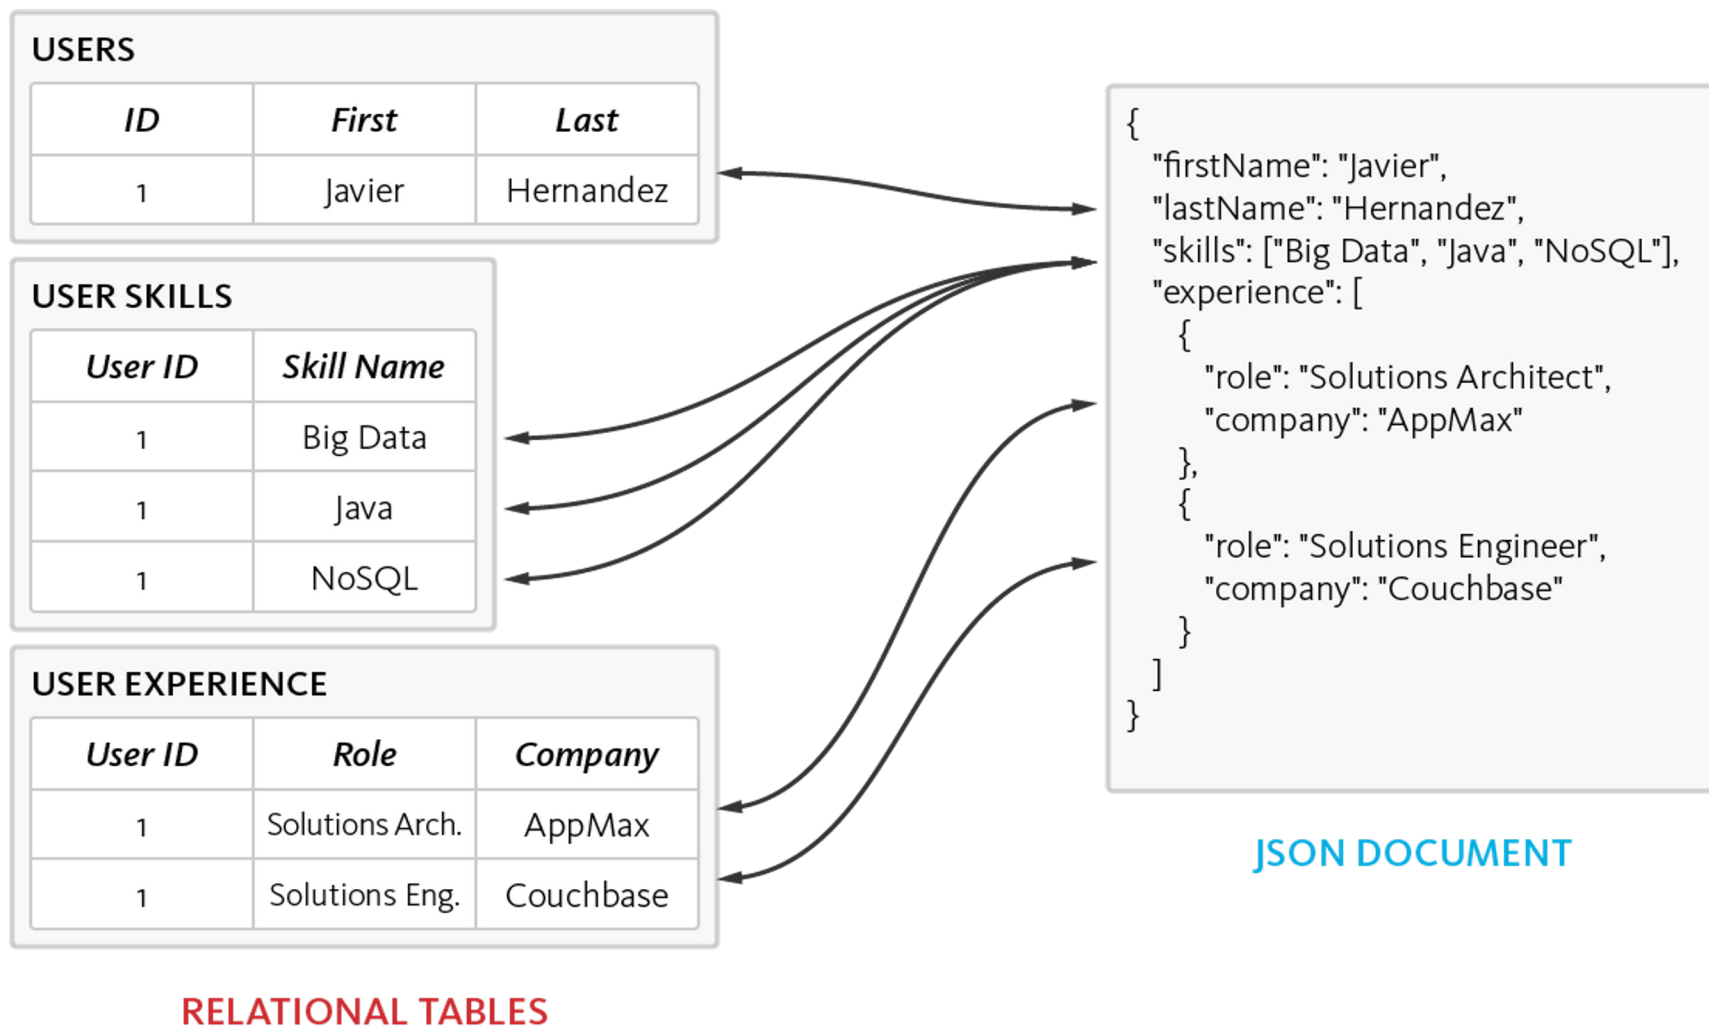 USERS
ID First Last
1 Javier Hernandez
USER SKILLS
User ID Skill Name
1 Big Data
1 Java
1 NoSQL
USER EXPERIENCE
User ID Role Company
1 Solutions Arch. AppMax
1 Solutions Eng. Couchbase
RELATIONAL TABLES
{
"firstName": "Javier",
"lastName": "Hernandez",
"skills": ["Big Data", "Java", "NoSQL"],
"experience": [
{
"role": "Solutions Architect",
"company": "AppMax"
},
{
"role": "Solutions Engineer",
"company": "Couchbase"
}
]
}
JSON DOCUMENT